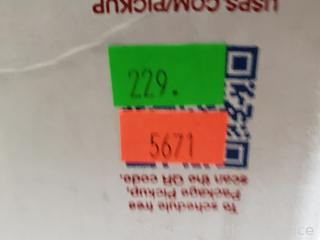 USPS.COM/PICKUP
229.
5671
To schedule free
Package Pickup,
scan the QR code.